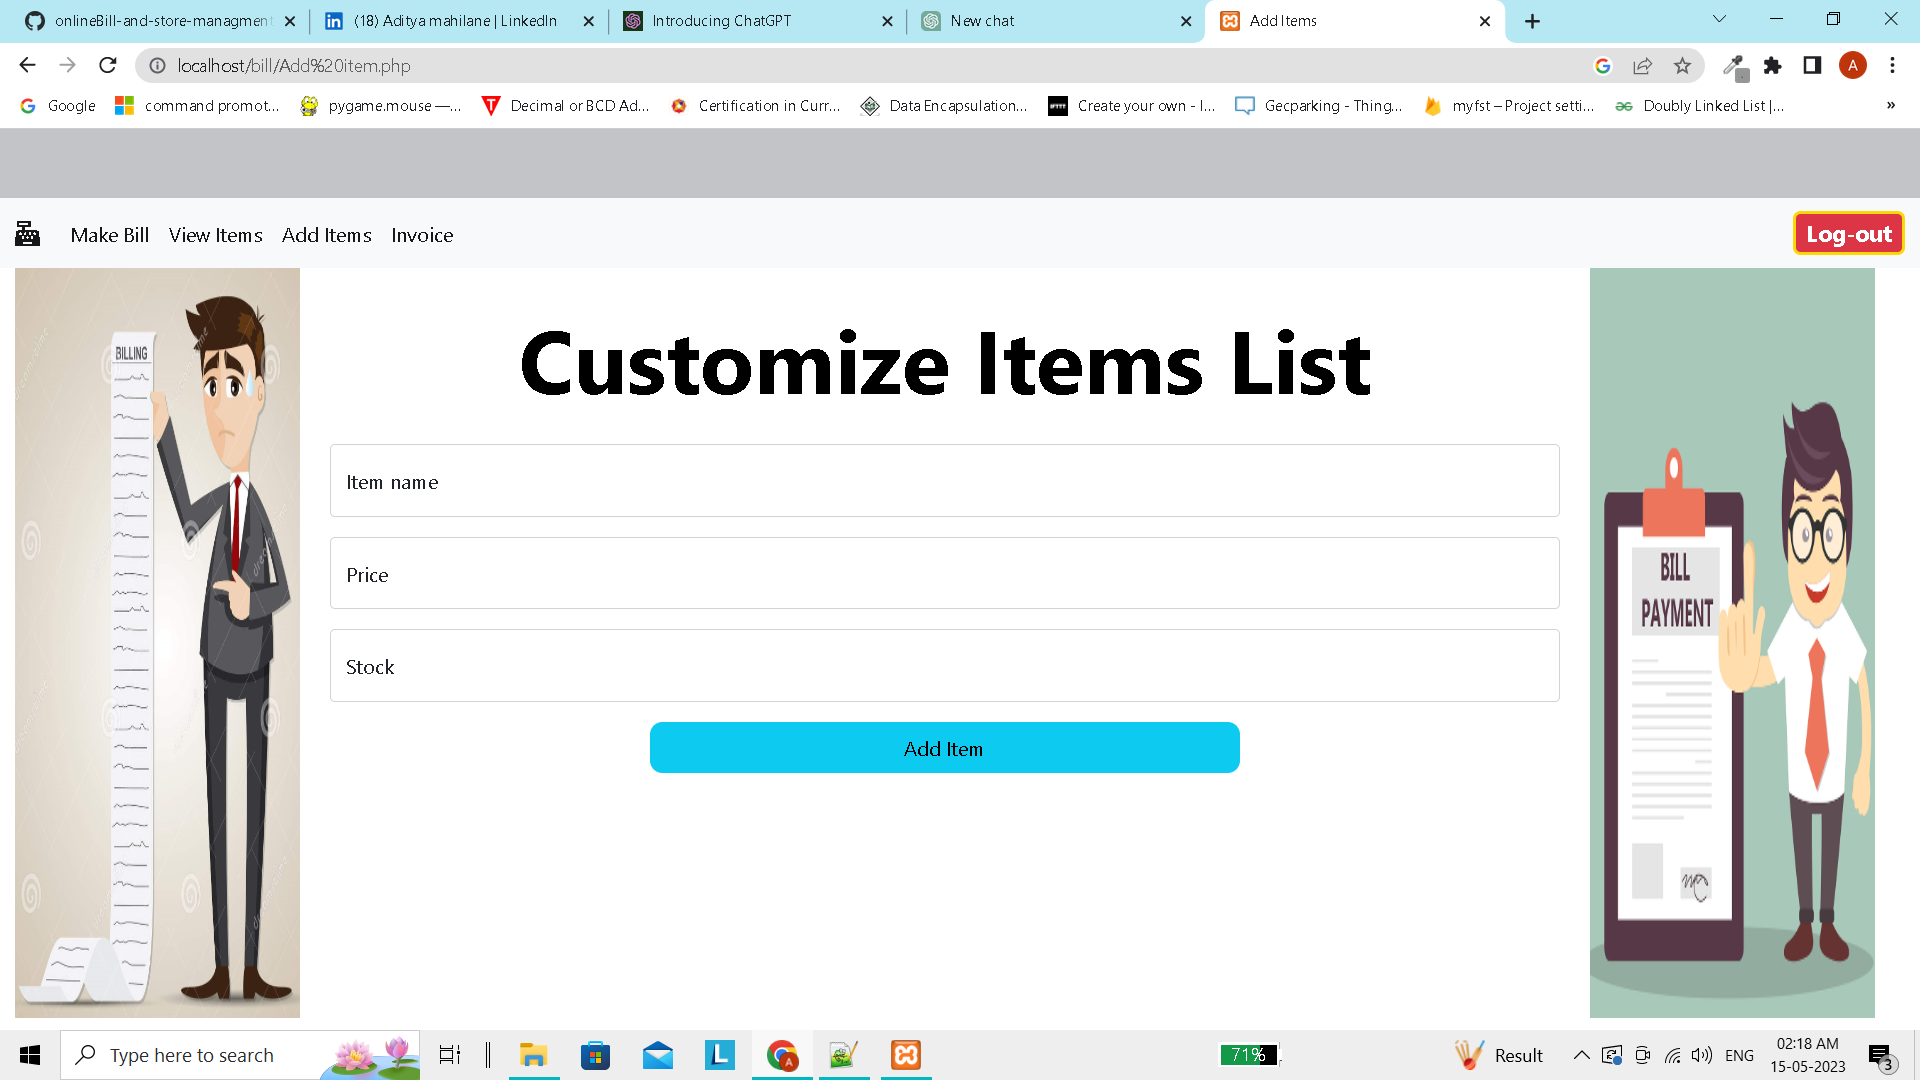 onlineBill-and-store-managment
(18) Aditya mahilane | LinkedIn
Introducing ChatGPT
New chat
Add Items
localhost/bill/Add%20item.php
A
Google
command promot...
pygame.mouse —...
Decimal or BCD Ad...
Certification in Curr...
Data Encapsulation...
IFTTT
Create your own - I...
Gecparking - Thing...
myfst – Project setti...
Doubly Linked List |...
»
Make Bill
View Items
Add Items
Invoice
Log-out
BILLING
Customize Items List
Item name
Price
Stock
Add Item
BILL
PAYMENT
Type here to search
L
A
71%
Result
ENG
02:18 AM
15-05-2023
3